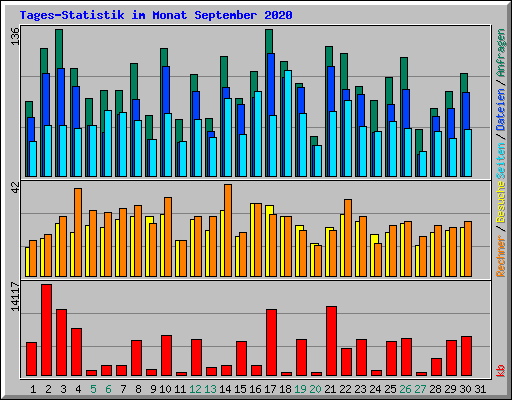 Tages-Statistik im Monat September 2020
136
42
14117
Rechner / Besuche
Seiten / Dateien / Anfragen
kb
1 2 3 4 5 6 7 8 9 10 11 12 13 14 15 16 17 18 19 20 21 22 23 24 25 26 27 28 29 30 31